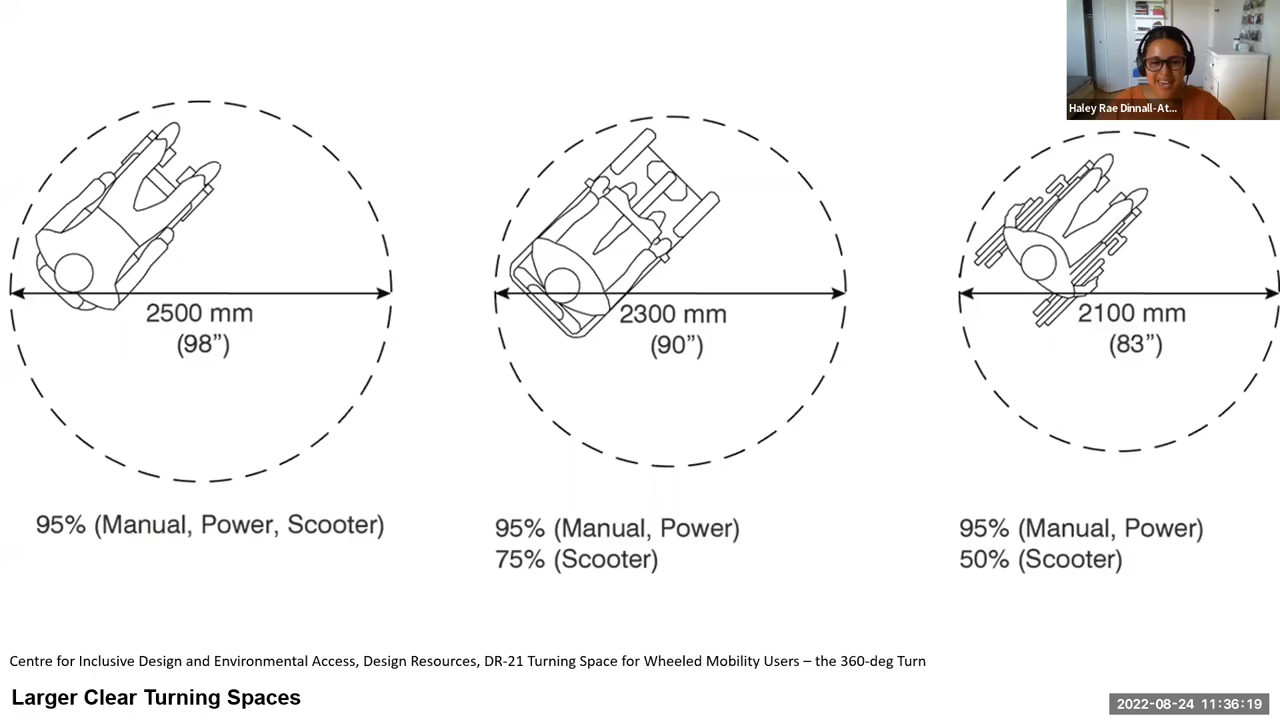 Haley Rae Dinnall-At...
2500 mm
(98”)
2300 mm
(90”)
2100 mm
(83”)
95% (Manual, Power, Scooter)
95% (Manual, Power)
75% (Scooter)
95% (Manual, Power)
50% (Scooter)
Centre for Inclusive Design and Environmental Access, Design Resources, DR-21 Turning Space for Wheeled Mobility Users – the 360-deg Turn
Larger Clear Turning Spaces
2022-08-24 11:36:19